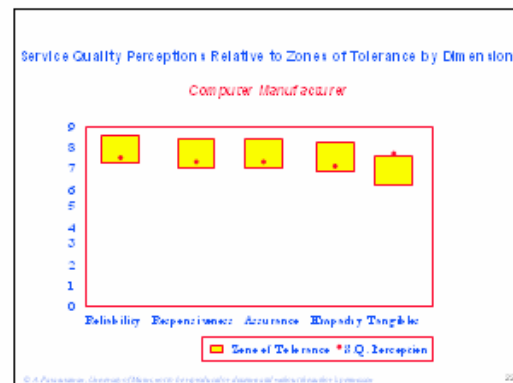 Service Quality Perceptions Relative to Zones of Tolerance by Dimension
Computer Manufacturer
9
8
7
6
5
4
3
2
1
0
Reliability Responsiveness Assurance Empathy Tangibles
Zone of Tolerance S.Q. Perception